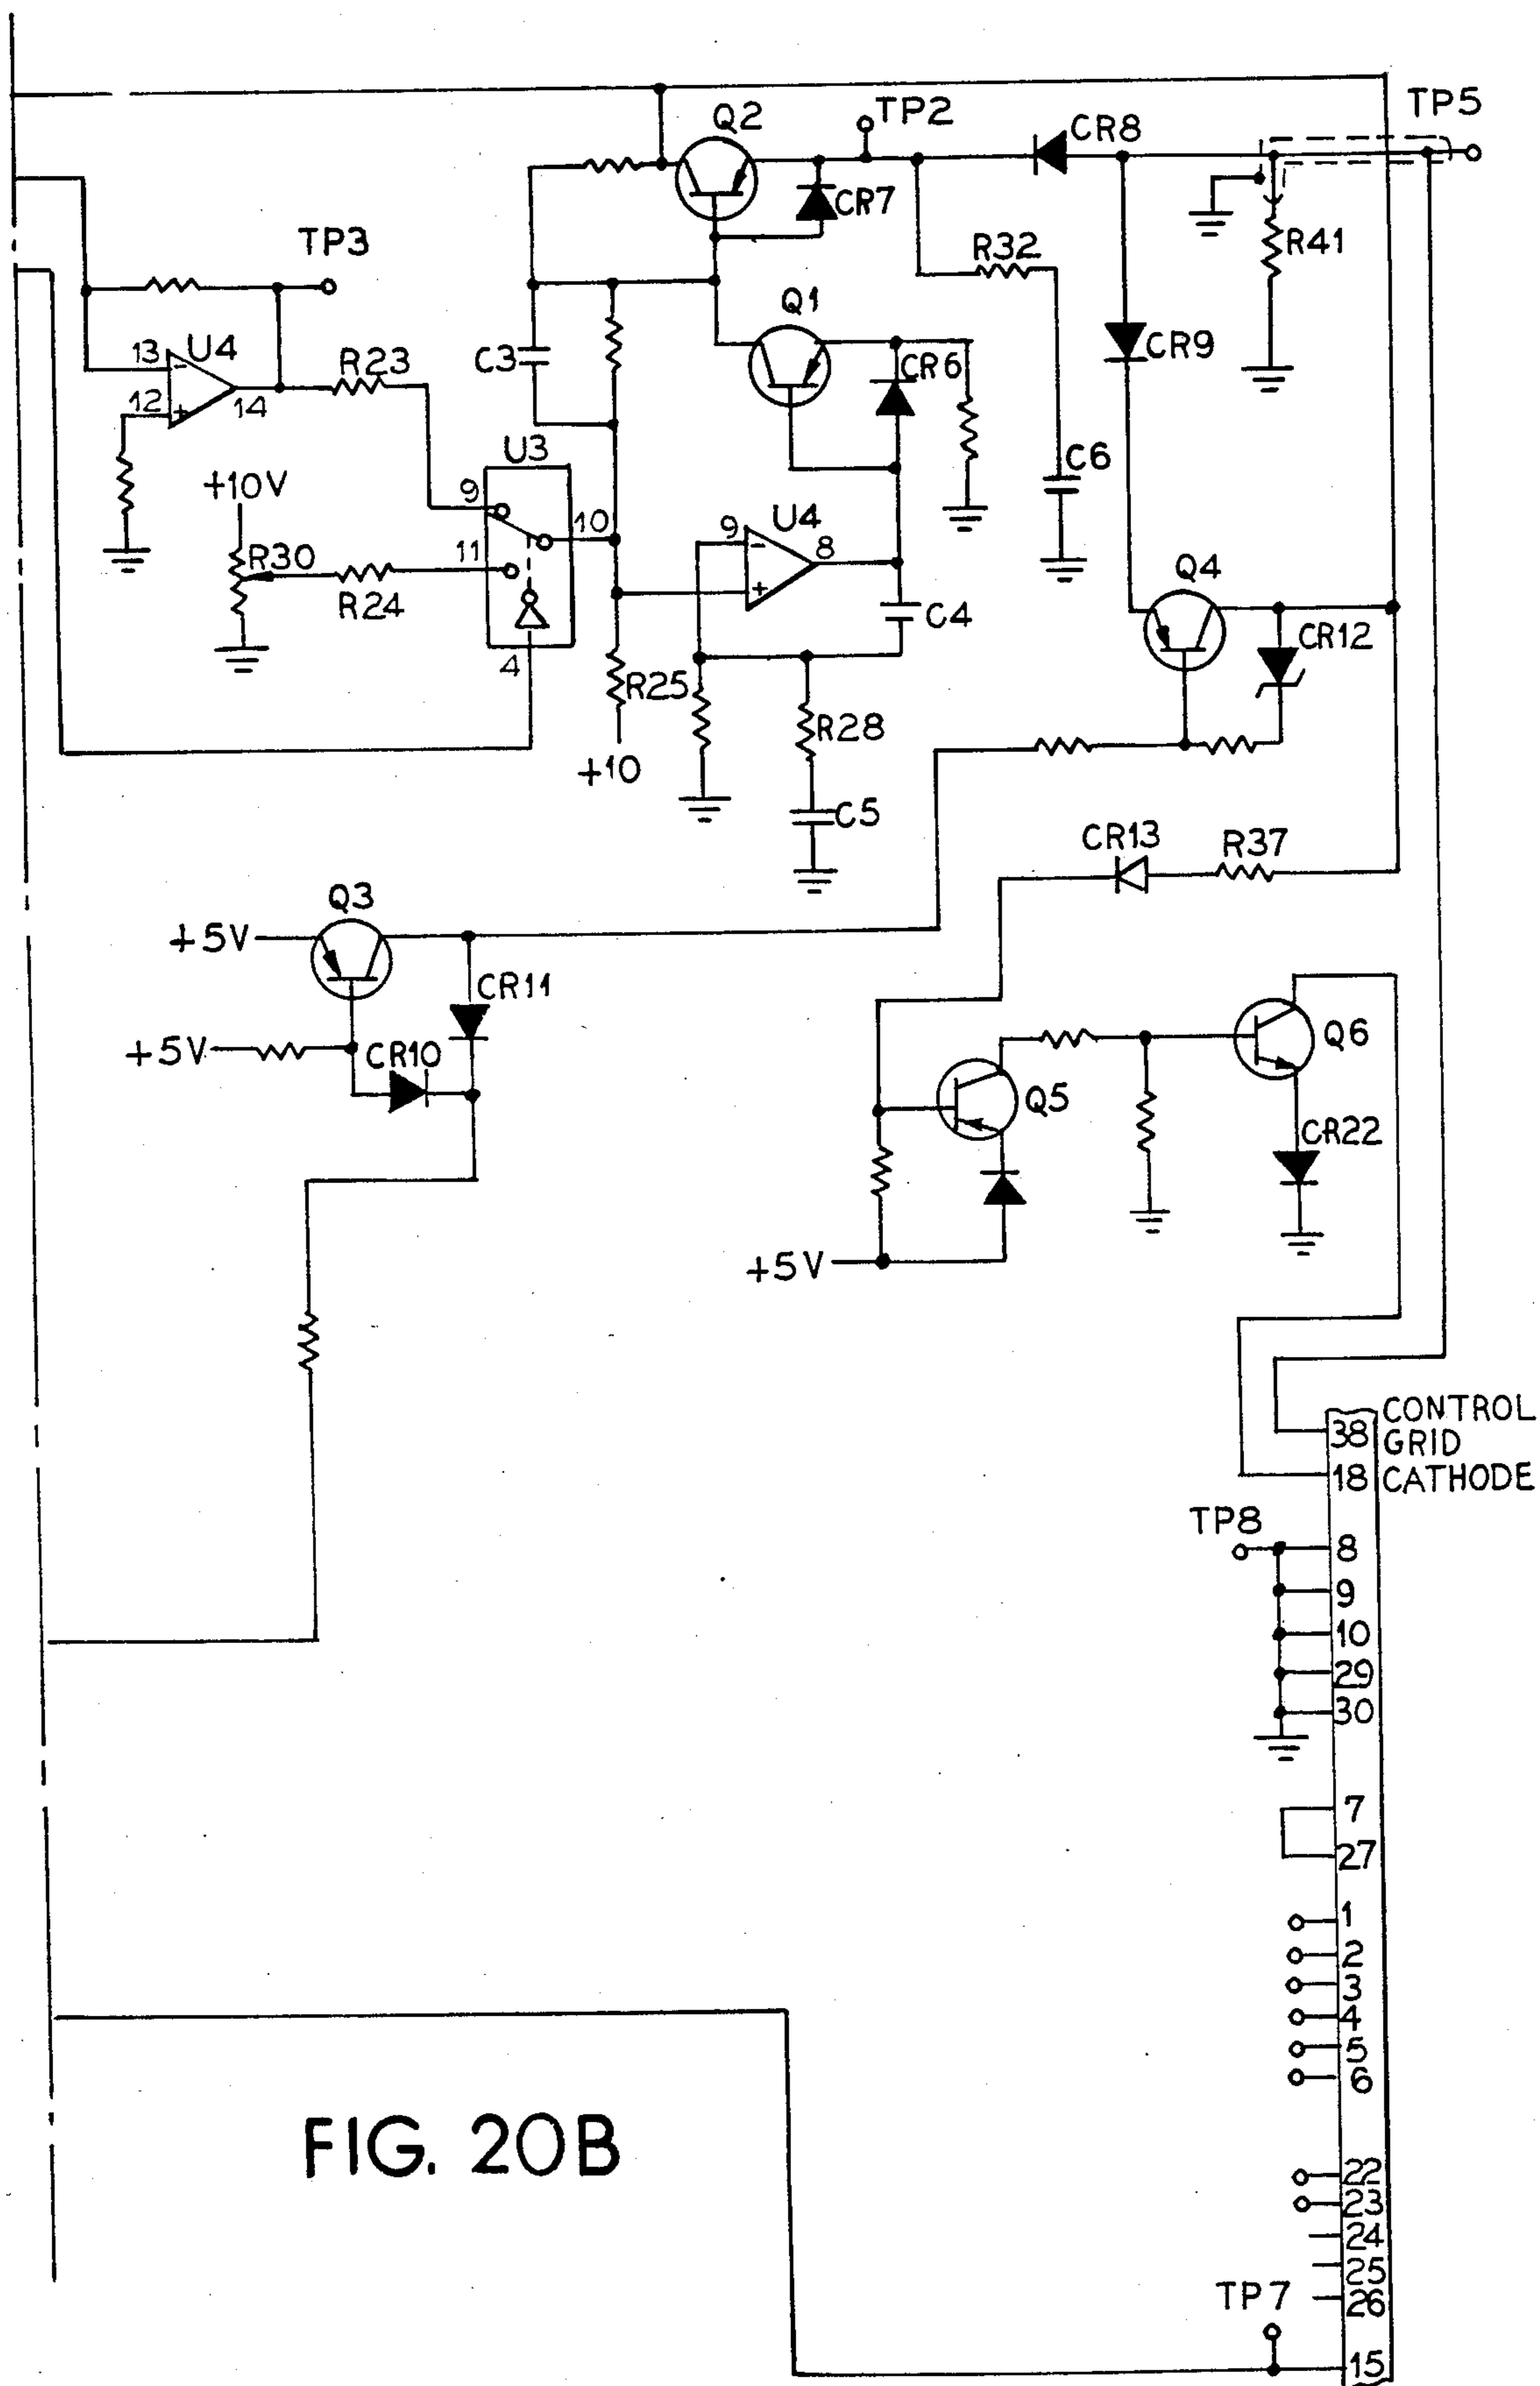 TP5
Q2
TP2
CR8
CR7
TP3
R32
R41
Q1
13
U4
R23
C3
CR6
CR9
12
14
+
-
U3
C6
+10V
9
10
9
U4
8
Q4
R30
11
-
+
R24
C4
CR12
4
R25
R28
+10
C5
CR13
R37
Q3
+5V
CR11
Q6
+5V
CR10
Q5
CR22
+5V
38
CONTROL
GRID
18
CATHODE
TP8
8
9
10
29
30
7
27
1
2
3
4
5
6
FIG. 20B
22
23
24
25
26
TP7
15